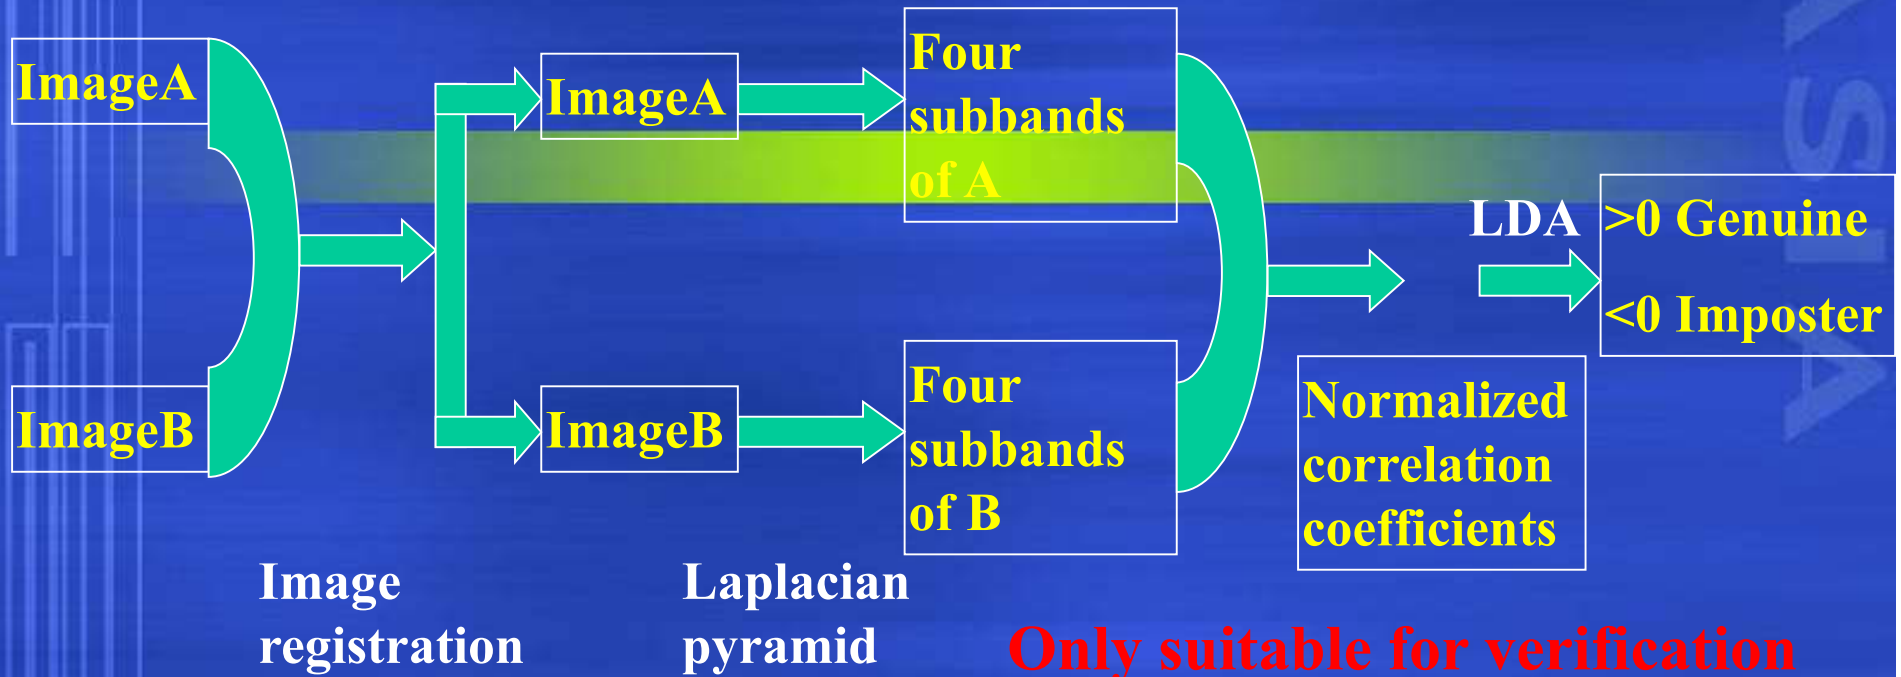 ImageA
ImageB
ImageA
ImageB
Four
subbands
of A
Four
subbands
of B
Normalized
correlation
coefficients
LDA
>0 Genuine
<0 Imposter
Image
registration
Laplacian
pyramid
Only suitable for verification